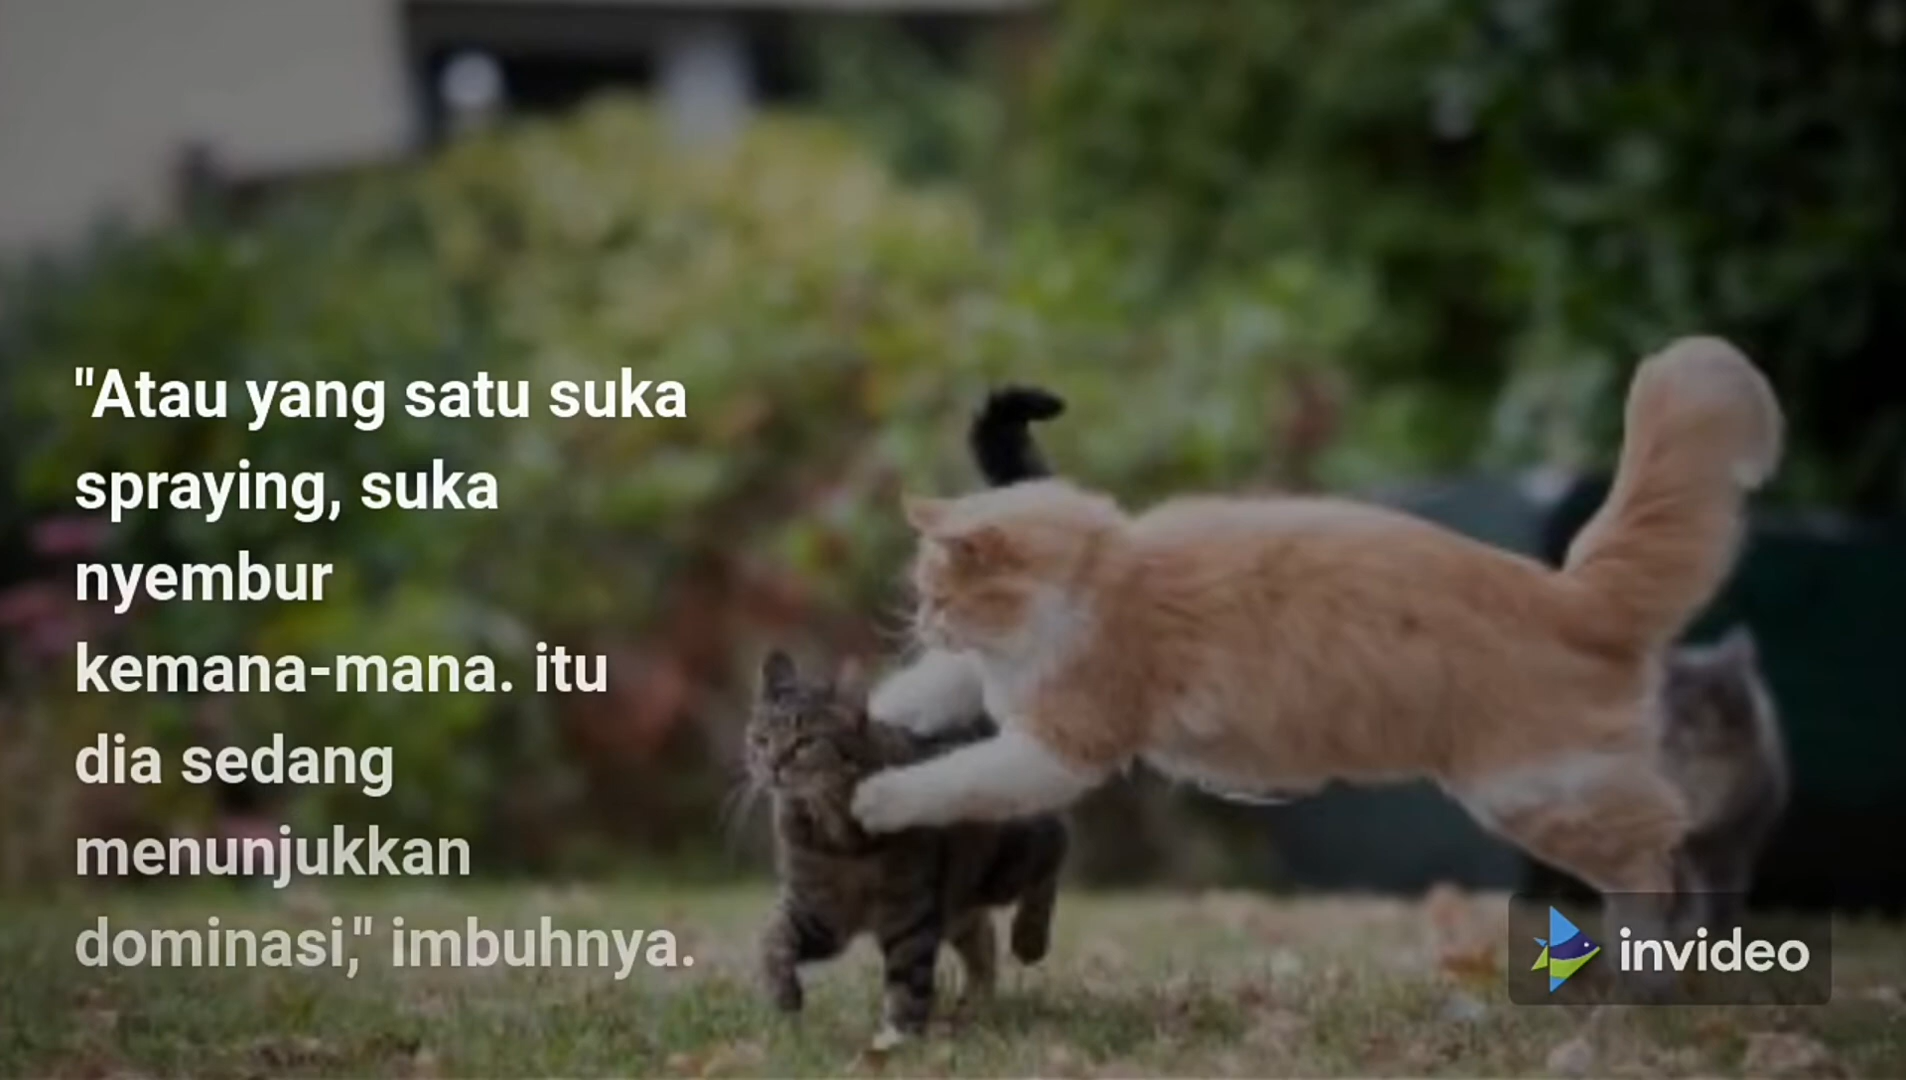 "Atau yang satu suka
spraying, suka
nyembur
kemana-mana. itu
dia sedang
menunjukkan
dominasi," imbuhnya.
invideo